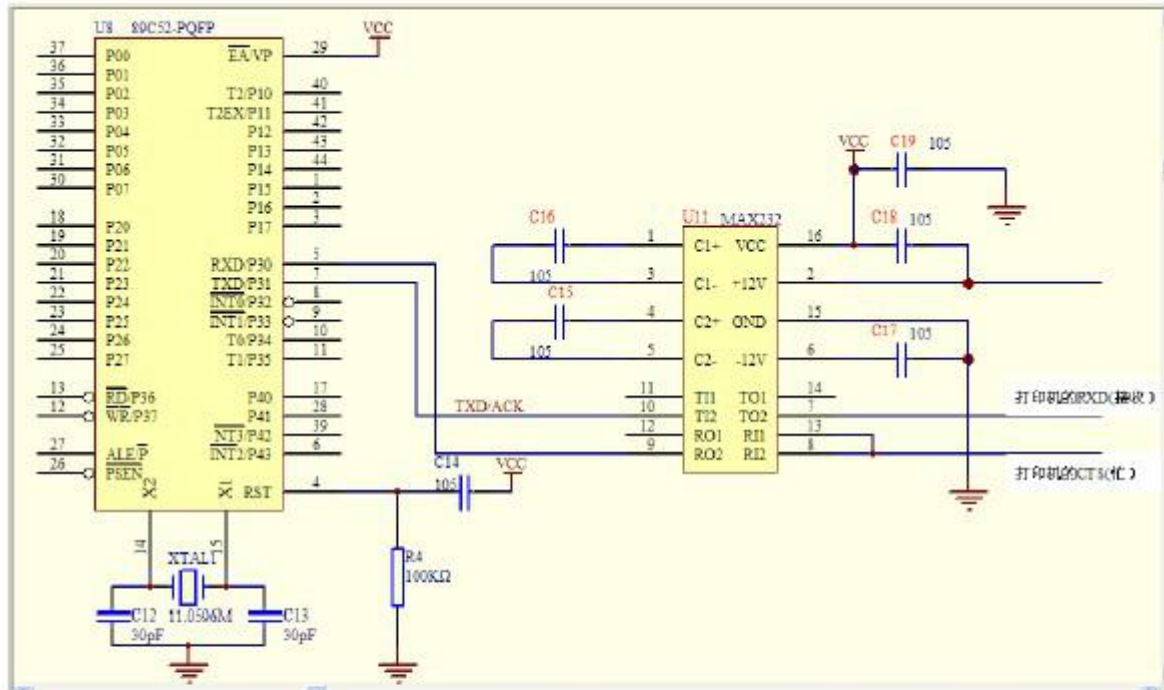 U8 89C52-PQFP
VCC
37 P00 EA/VP 29
36 P01
35 P02 T2/P10 40
34 P03 T2EX/P11 41
33 P04 P12 42
32 P05 P13 43
31 P06 P14 44
30 P07 P15 1
P16 2
18 P20 P17 3
19 P21
20 P22 RXD/P30 5
21 P23 TXD/P31 7
22 P24 INT0/P32 8
23 P25 INT1/P33 9
24 P26 T0/P34 10
25 P27 T1/P35 11
13 RD/P36 P40 17
12 WR/P37 P41 28
NT3/P42 39
27 ALE/P INT2/P43 6
26 PSEN
X2 X1 RST 4
14 15
XTAL1
11.0596M
C12
30pF
C13
30pF
R4
100KΩ
C14
105
VCC
TXD/ACK
C16
105
C15
105
U11 MAX232
1 C1+ VCC 16
3 C1- +12V 2
4 C2+ GND 15
5 C2- -12V 6
11 TI1 TO1 14
10 TI2 TO2 7
12 RO1 RI1 13
9 RO2 RI2 8
VCC
C19 105
C18 105
C17 105
打印机的RXD(接收)
打印机的CTS(忙)